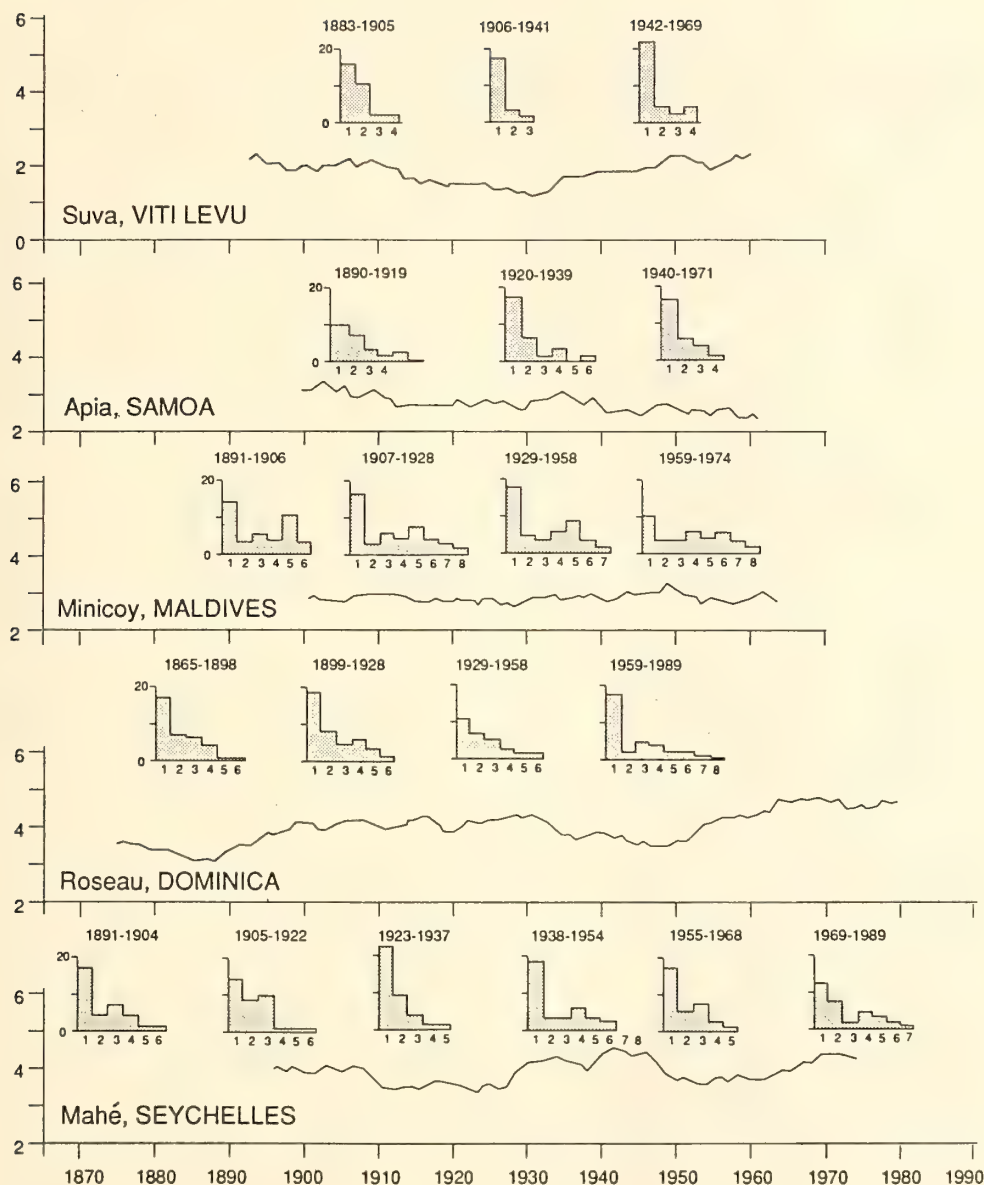 6
4
2
0
1883-1905
1906-1941
1942-1969
20
0
1 2 3 4
1 2 3
1 2 3 4
Suva, VITI LEVU
6
4
2
1890-1919
1920-1939
1940-1971
20
0
1 2 3 4
1 2 3 4 5 6
1 2 3 4
Apia, SAMOA
6
4
2
1891-1906
1907-1928
1929-1958
1959-1974
20
0
1 2 3 4 5 6
1 2 3 4 5 6 7 8
1 2 3 4 5 6 7
1 2 3 4 5 6 7 8
Minicoy, MALDIVES
6
4
2
1865-1898
1899-1928
1929-1958
1959-1989
20
0
1 2 3 4 5 6
1 2 3 4 5 6
1 2 3 4 5 6
1 2 3 4 5 6 7 8
Roseau, DOMINICA
6
4
2
1891-1904
1905-1922
1923-1937
1938-1954
1955-1968
1969-1989
20
0
1 2 3 4 5 6
1 2 3 4 5 6
1 2 3 4 5
1 2 3 4 5 6 7 8
1 2 3 4 5
1 2 3 4 5 6 7
Mahé, SEYCHELLES
1870 1880 1890 1900 1910 1920 1930 1940 1950 1960 1970 1980 1990